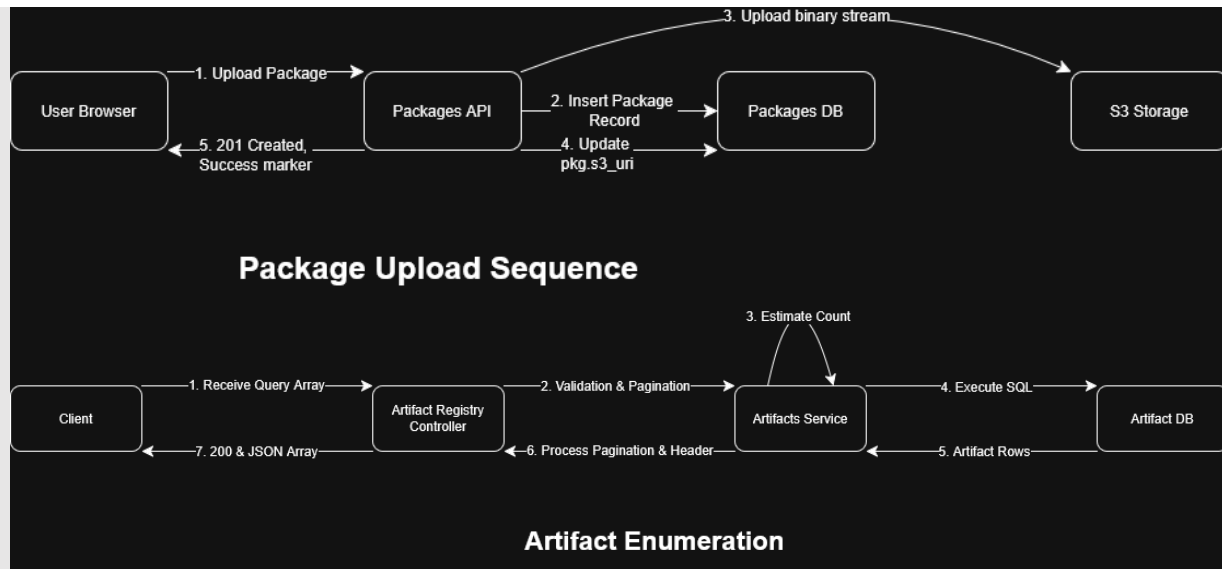 3. Upload binary stream
1. Upload Package
User Browser
Packages API
2. Insert Package
Record
Packages DB
S3 Storage
5. 201 Created,
Success marker
4. Update
pkg.s3_uri
Package Upload Sequence
3. Estimate Count
1. Receive Query Array
2. Validation & Pagination
4. Execute SQL
Client
Artifact Registry
Controller
Artifacts Service
Artifact DB
7. 200 & JSON Array
6. Process Pagination & Header
5. Artifact Rows
Artifact Enumeration